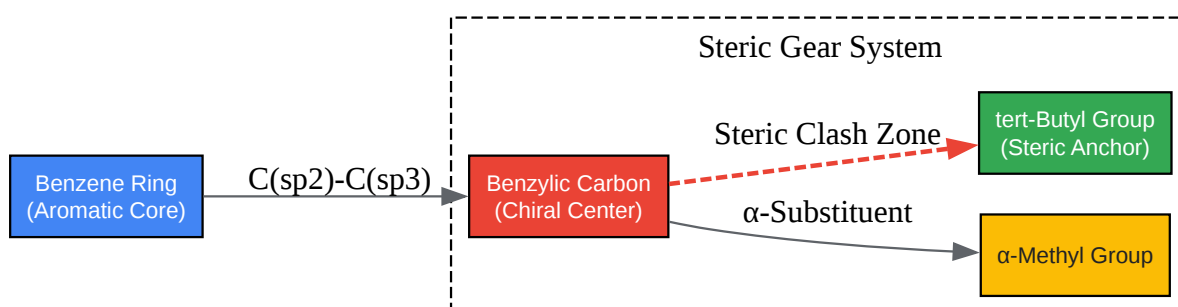 Steric Gear System
Benzene Ring
(Aromatic Core)
C(sp2)-C(sp3)
Benzylic Carbon
(Chiral Center)
Steric Clash Zone
tert-Butyl Group
(Steric Anchor)
α-Substituent
α-Methyl Group